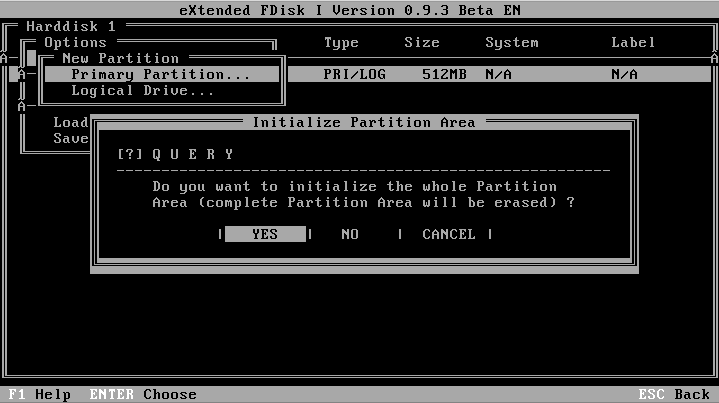 eXtended FDisk I Version 0.9.3 Beta EN
Harddisk 1
Options
Type Size System Label
New Partition
Primary Partition... PRI/LOG 512MB N/A N/A
Logical Drive...
Load
Save
Initialize Partition Area
[?] Q U E R Y
Do you want to initialize the whole Partition
Area (complete Partition Area will be erased) ?
| YES | NO | CANCEL |
F1 Help ENTER Choose ESC Back